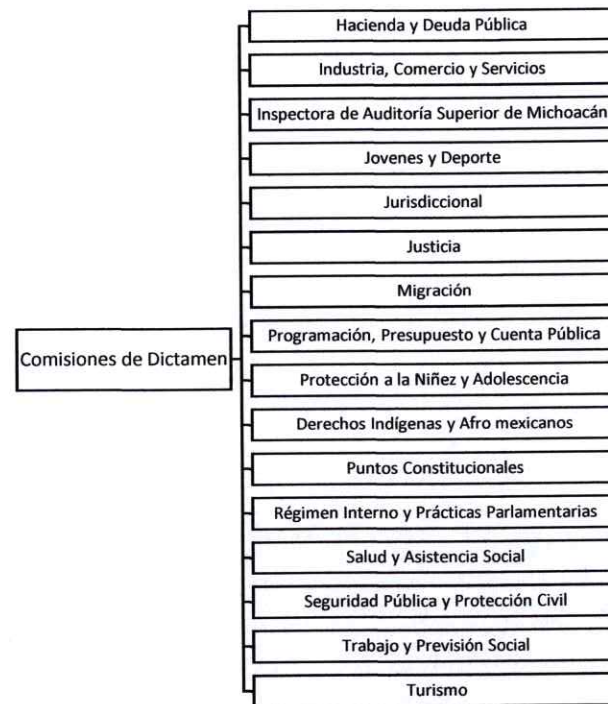 Hacienda y Deuda Pública
Industria, Comercio y Servicios
Inspectora de Auditoría Superior de Michoacán
Jovenes y Deporte
Jurisdiccional
Justicia
Migración
Comisiones de Dictamen
Programación, Presupuesto y Cuenta Pública
Protección a la Niñez y Adolescencia
Derechos Indígenas y Afro mexicanos
Puntos Constitucionales
Régimen Interno y Prácticas Parlamentarias
Salud y Asistencia Social
Seguridad Pública y Protección Civil
Trabajo y Previsión Social
Turismo